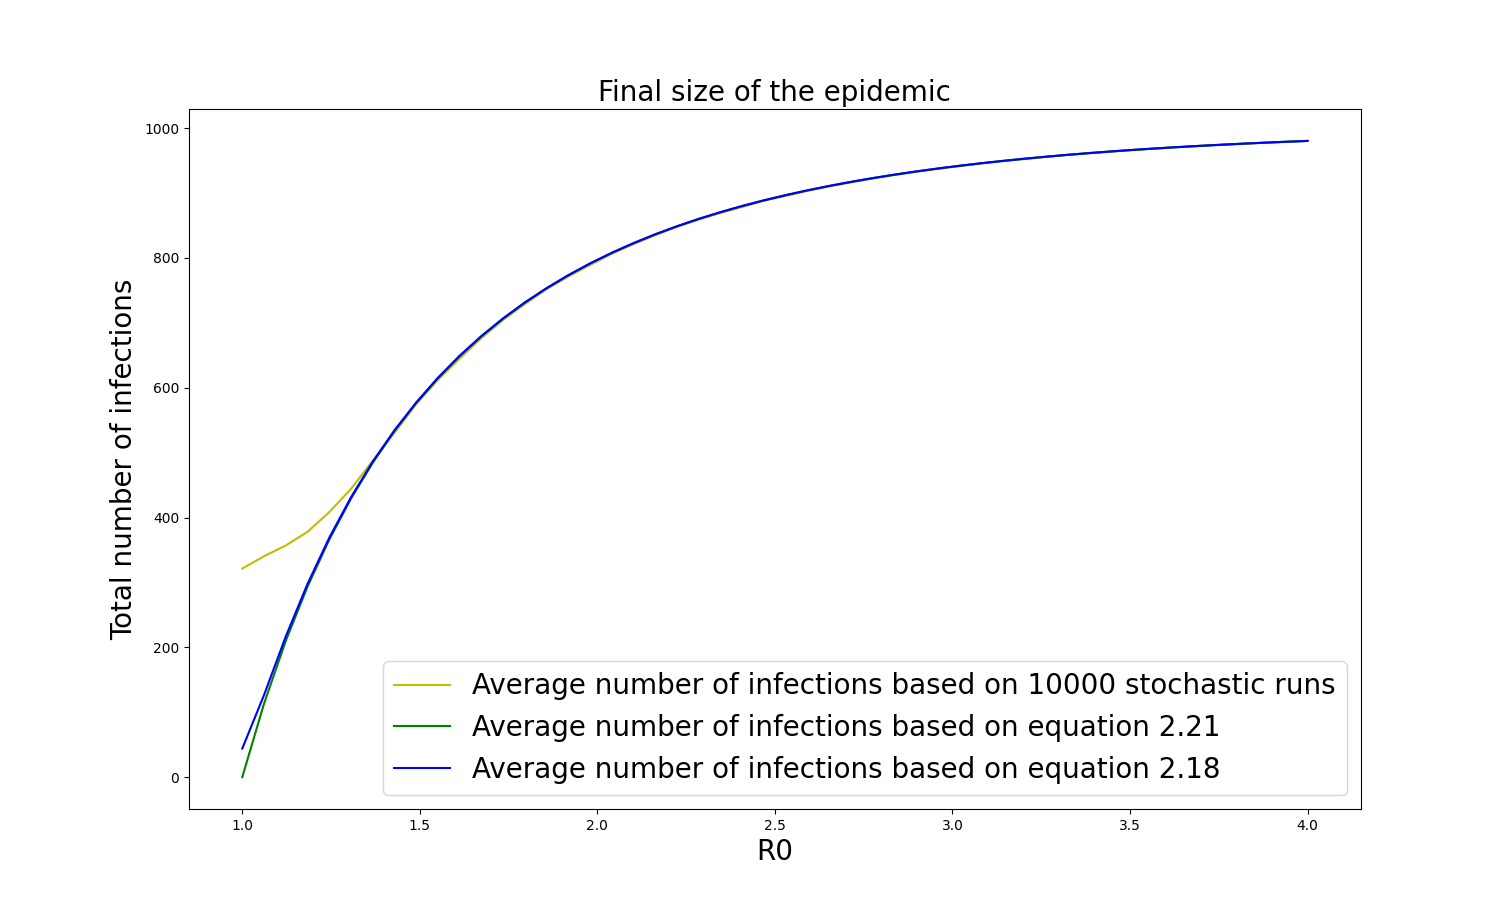 Final size of the epidemic
Total number of infections
1000
800
600
400
200
0
Average number of infections based on 10000 stochastic runs
Average number of infections based on equation 2.21
Average number of infections based on equation 2.18
1.0 1.5 2.0 2.5 3.0 3.5 4.0
R0